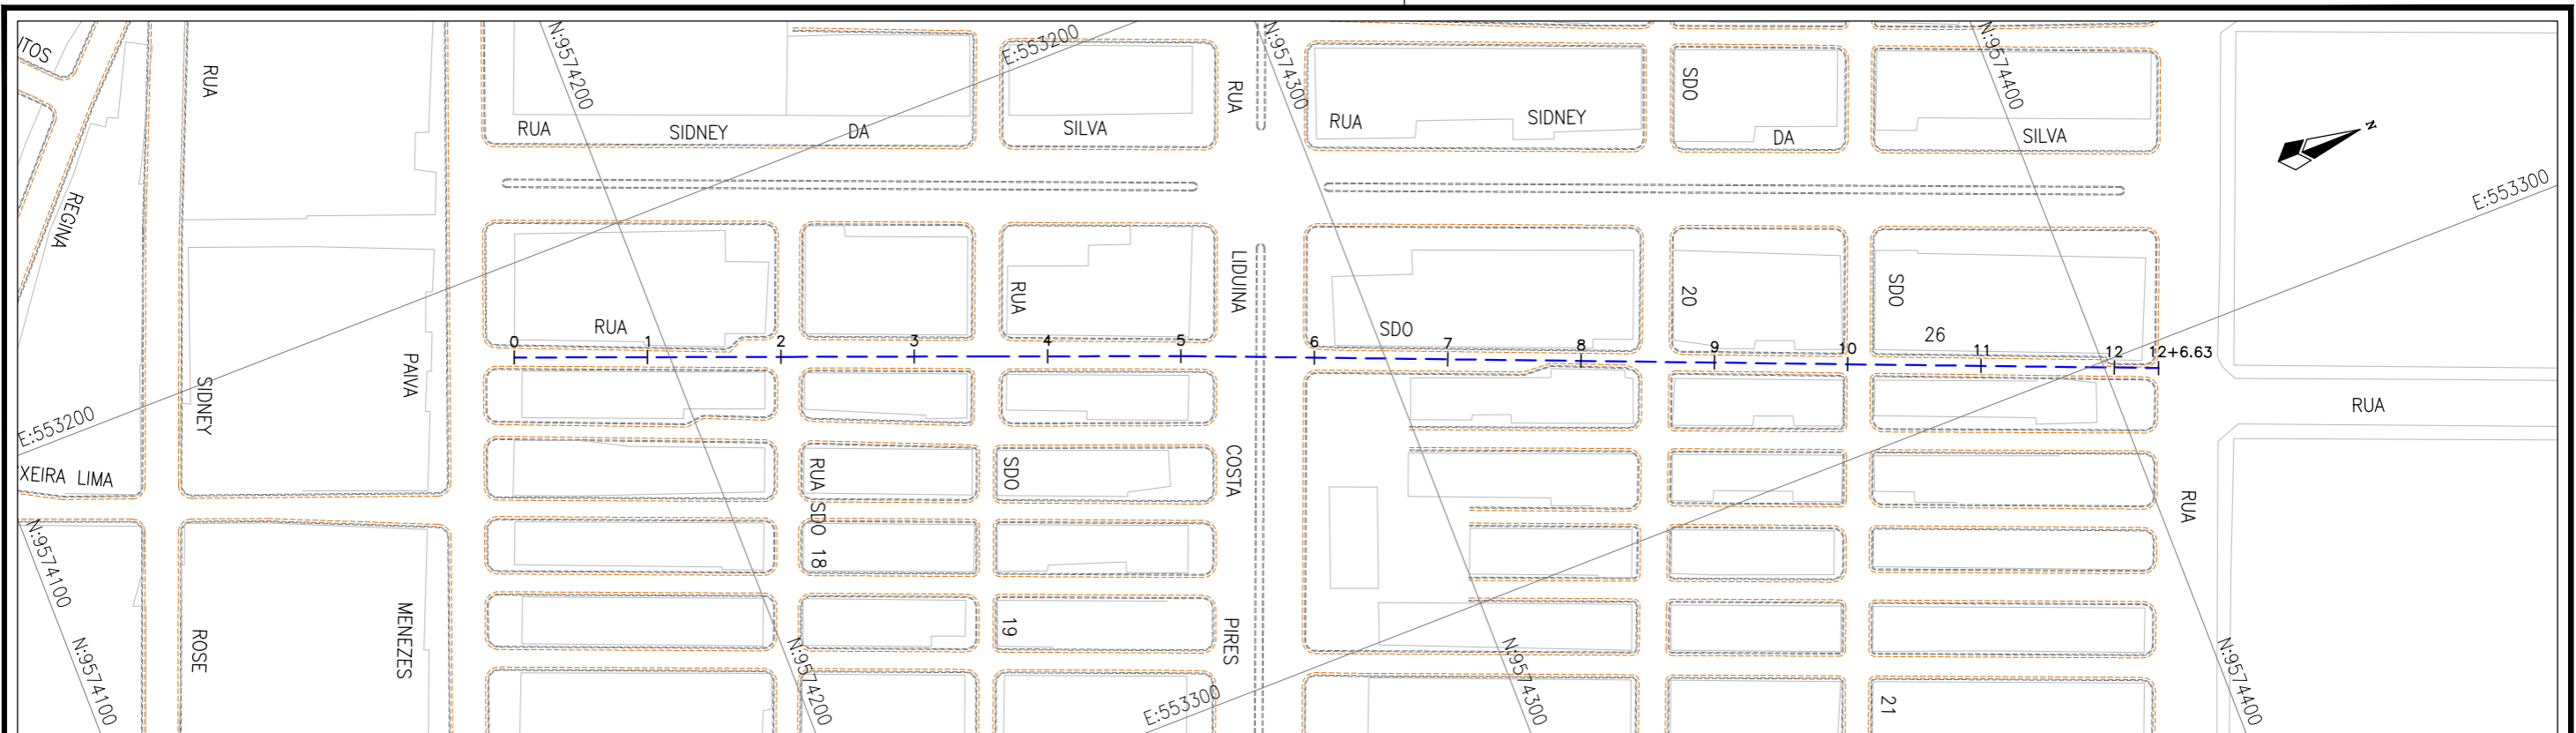 ITOS
RUA
N:9574200
E:553200
RUA
N:9574300
SDO
N:9574400
N
RUA
SIDNEY
DA
SILVA
RUA
SIDNEY
DA
SILVA
REGINA
E:553300
RUA
LIDUINA
20
SDO
RUA
SDO
26
0
1
2
3
4
5
6
7
8
9
10
11
12
12+6.63
SIDNEY
PAIVA
RUA
E:553200
XEIRA LIMA
RUA
SDO
18
SDO
COSTA
RUA
N:9574100
N:9574100
ROSE
MENEZES
N:9574200
19
PIRES
E:553300
N:9574300
21
N:9574400